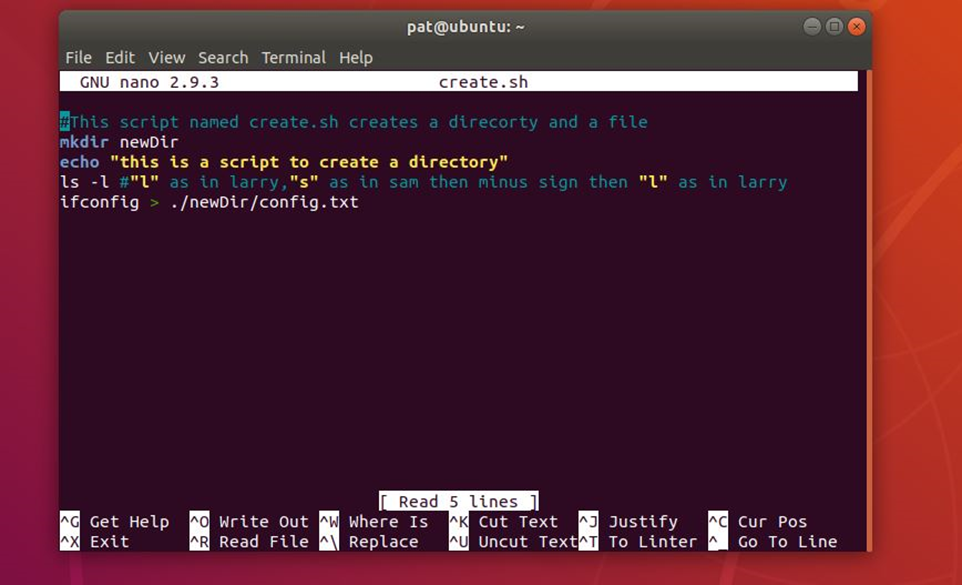 pat@ubuntu: ~
File Edit View Search Terminal Help
GNU nano 2.9.3 create.sh
#This script named create.sh creates a direcorty and a file
mkdir newDir
echo "this is a script to create a directory"
ls -l #"l" as in larry,"s" as in sam then minus sign then "l" as in larry
ifconfig > ./newDir/config.txt
[ Read 5 lines ]
^G Get Help ^O Write Out ^W Where Is ^K Cut Text ^J Justify ^C Cur Pos
^X Exit ^R Read File ^\ Replace ^U Uncut Text^T To Linter ^_ Go To Line